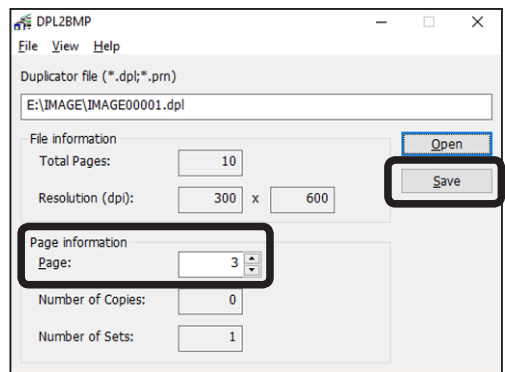 DPL2BMP
File View Help
Duplicator file (*.dpl;*.prn)
E:\IMAGE\IMAGE00001.dpl
File information
Open
Total Pages: 10
Save
Resolution (dpi): 300 x 600
Page information
Page: 3
Number of Copies: 0
Number of Sets: 1